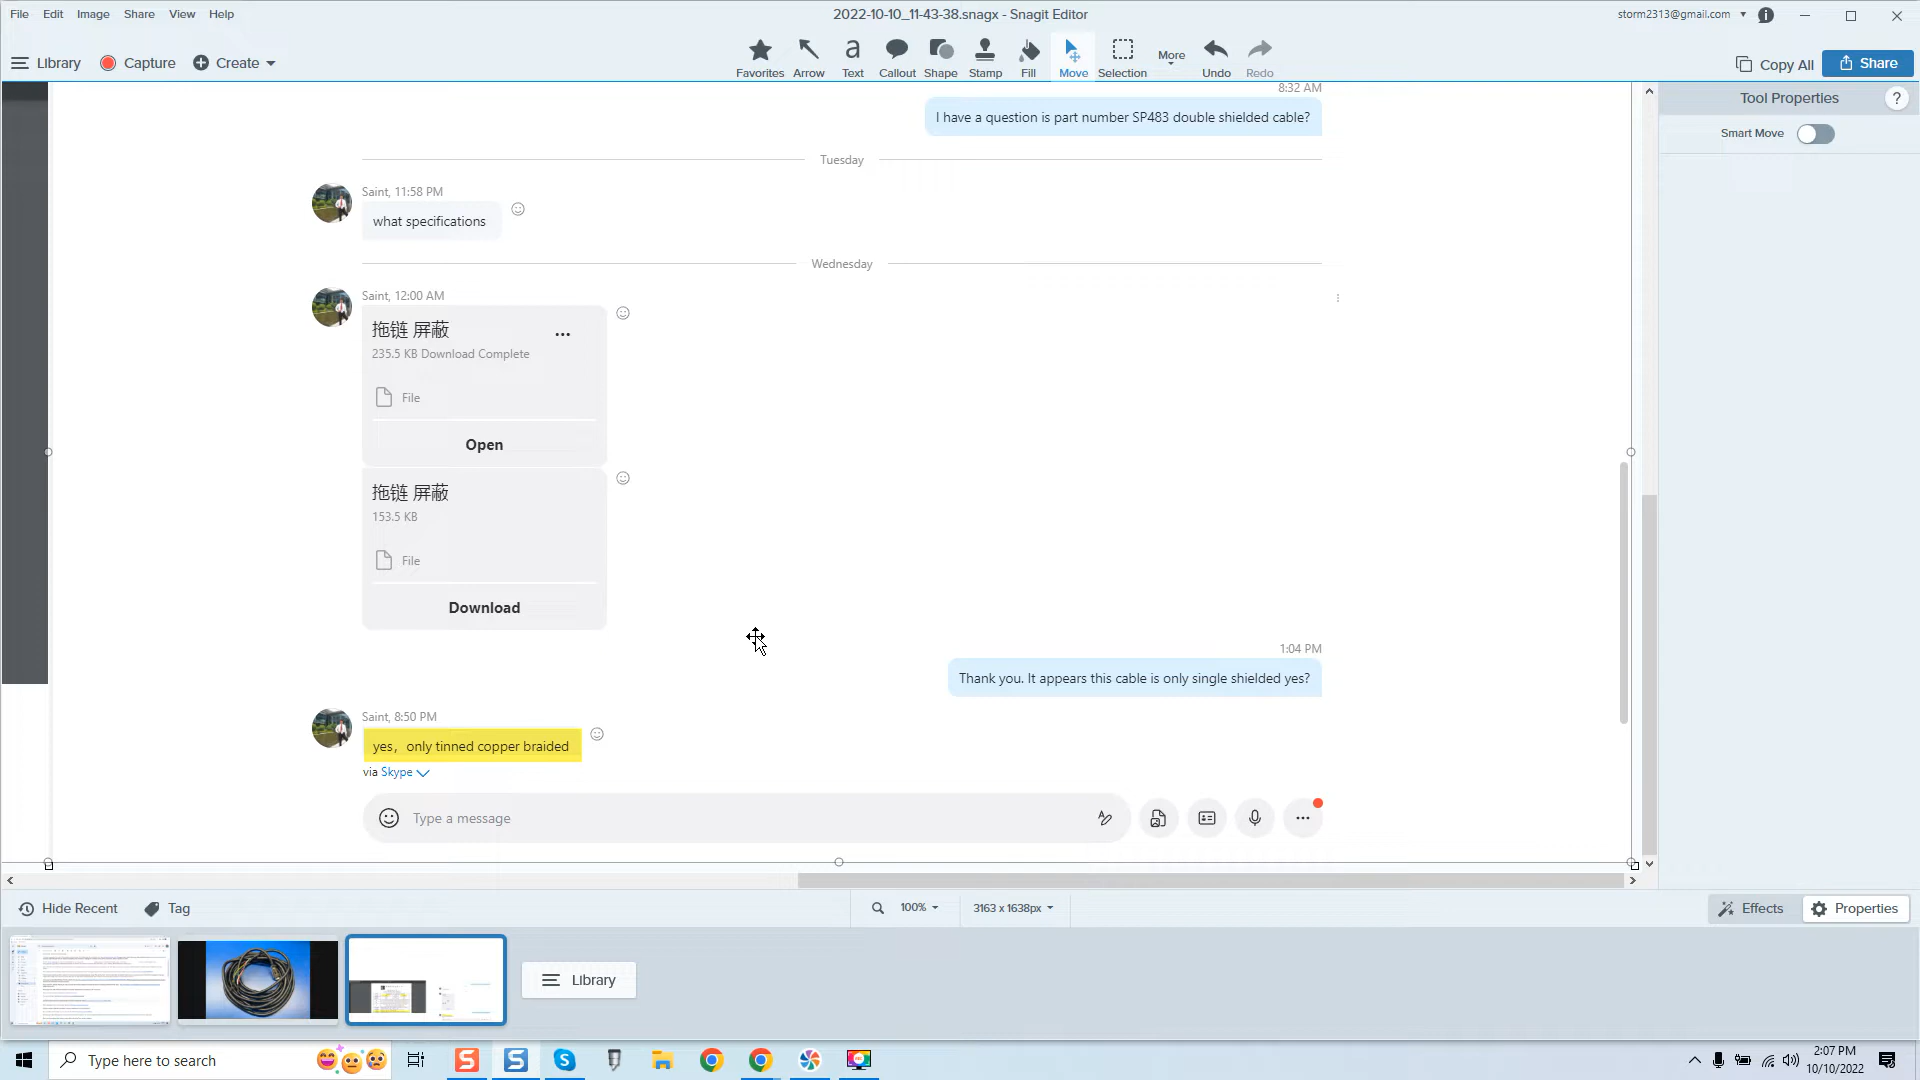 File Edit Image Share View Help
2022-10-10_11-43-38.snagx - Snagit Editor
storm2313@gmail.com
Library Capture Create
Favorites Arrow Text Callout Shape Stamp Fill Move Selection More Undo Redo
Copy All Share
Tool Properties ?
Smart Move
8:32 AM
I have a question is part number SP483 double shielded cable?
Tuesday
Saint, 11:58 PM
what specifications
Wednesday
Saint, 12:00 AM
拖链 屏蔽
235.5 KB Download Complete
File
Open
拖链 屏蔽
153.5 KB
File
Download
1:04 PM
Thank you. It appears this cable is only single shielded yes?
Saint, 8:50 PM
yes，only tinned copper braided
via Skype
Type a message
Hide Recent Tag
100% 3163 x 1638px
Effects Properties
Library
Type here to search
2:07 PM
10/10/2022